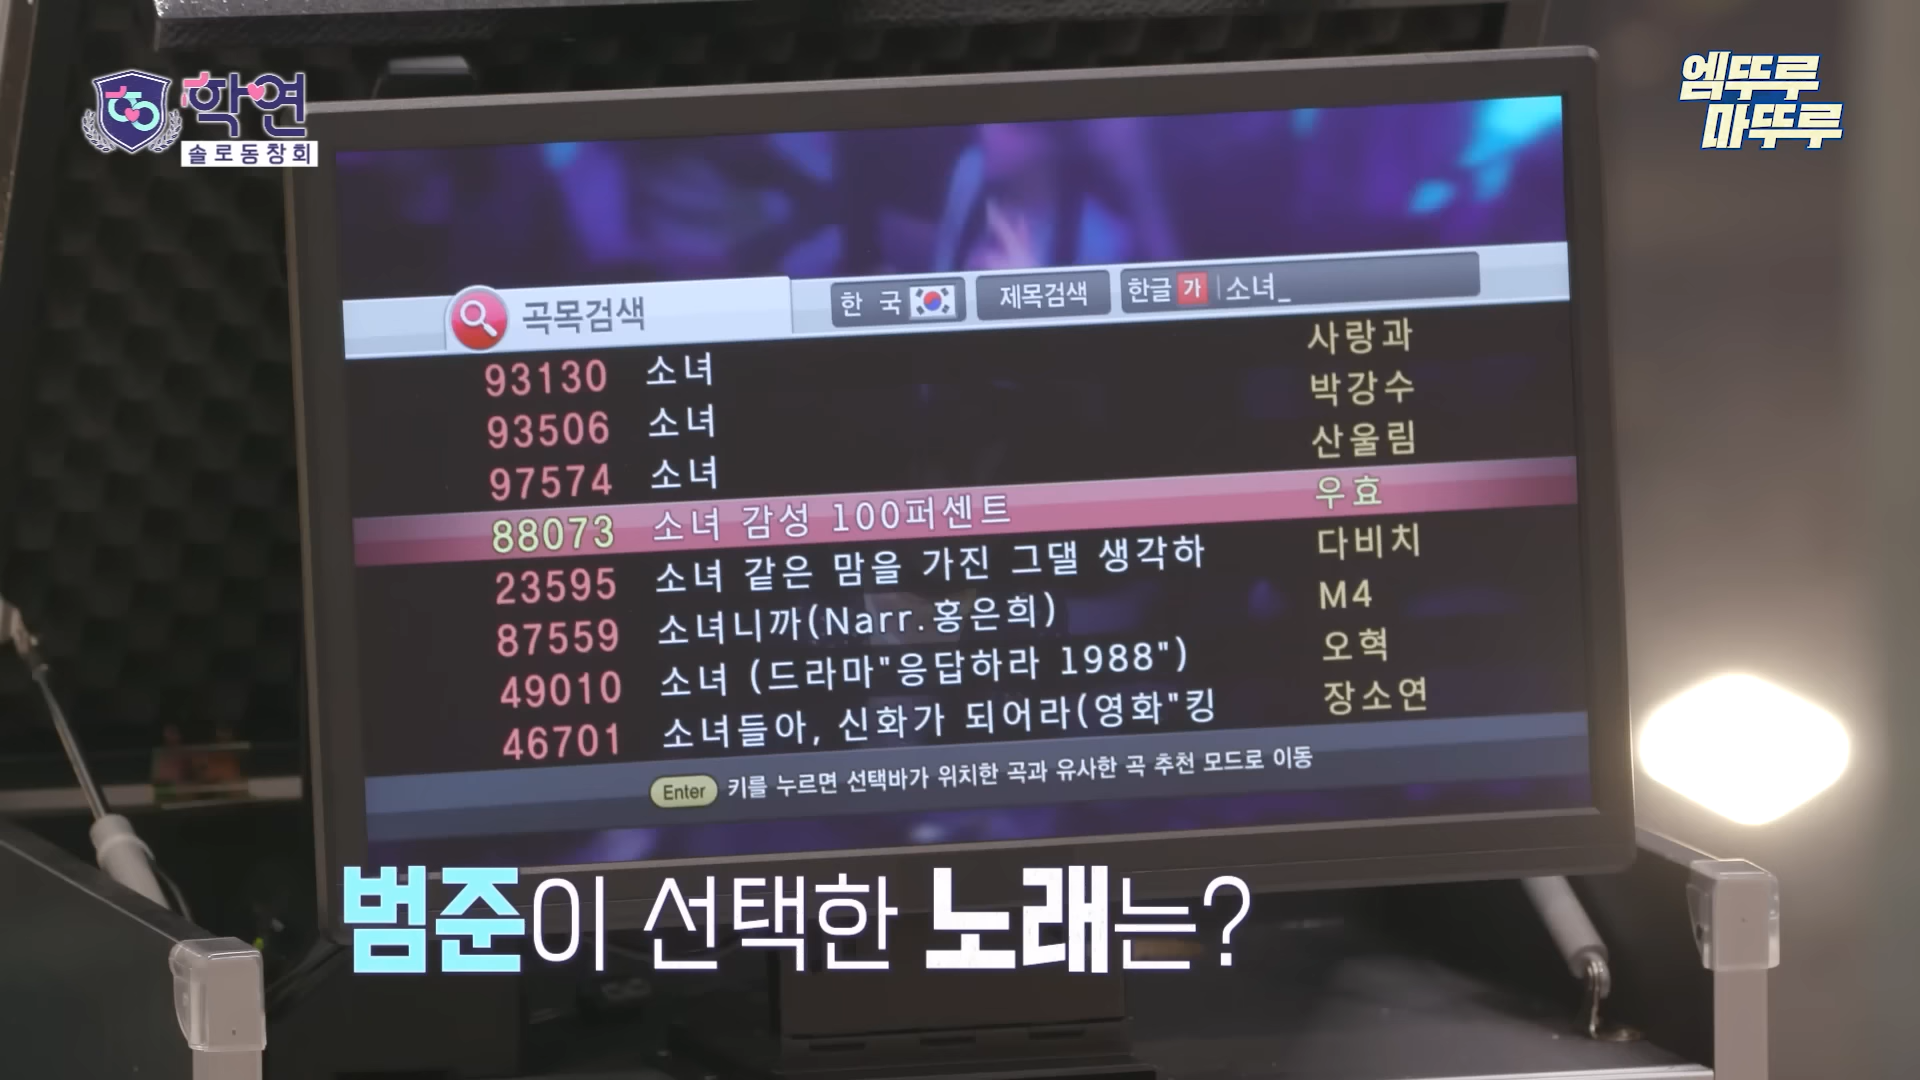 학연
솔로동창회
엠뚜루
마뚜루
곡목검색 한 국 제목검색 한글 가 소녀_
93130 소녀 사랑과
93506 소녀 박강수
97574 소녀 산울림
88073 소녀 감성 100퍼센트 우효
23595 소녀 같은 맘을 가진 그댈 생각하 다비치
87559 소녀니까(Narr.홍은희) M4
49010 소녀 (드라마"응답하라 1988") 오혁
46701 소녀들아, 신화가 되어라(영화"킹 장소연
Enter 키를 누르면 선택바가 위치한 곡과 유사한 곡 추천 모드로 이동
범준이 선택한 노래는?